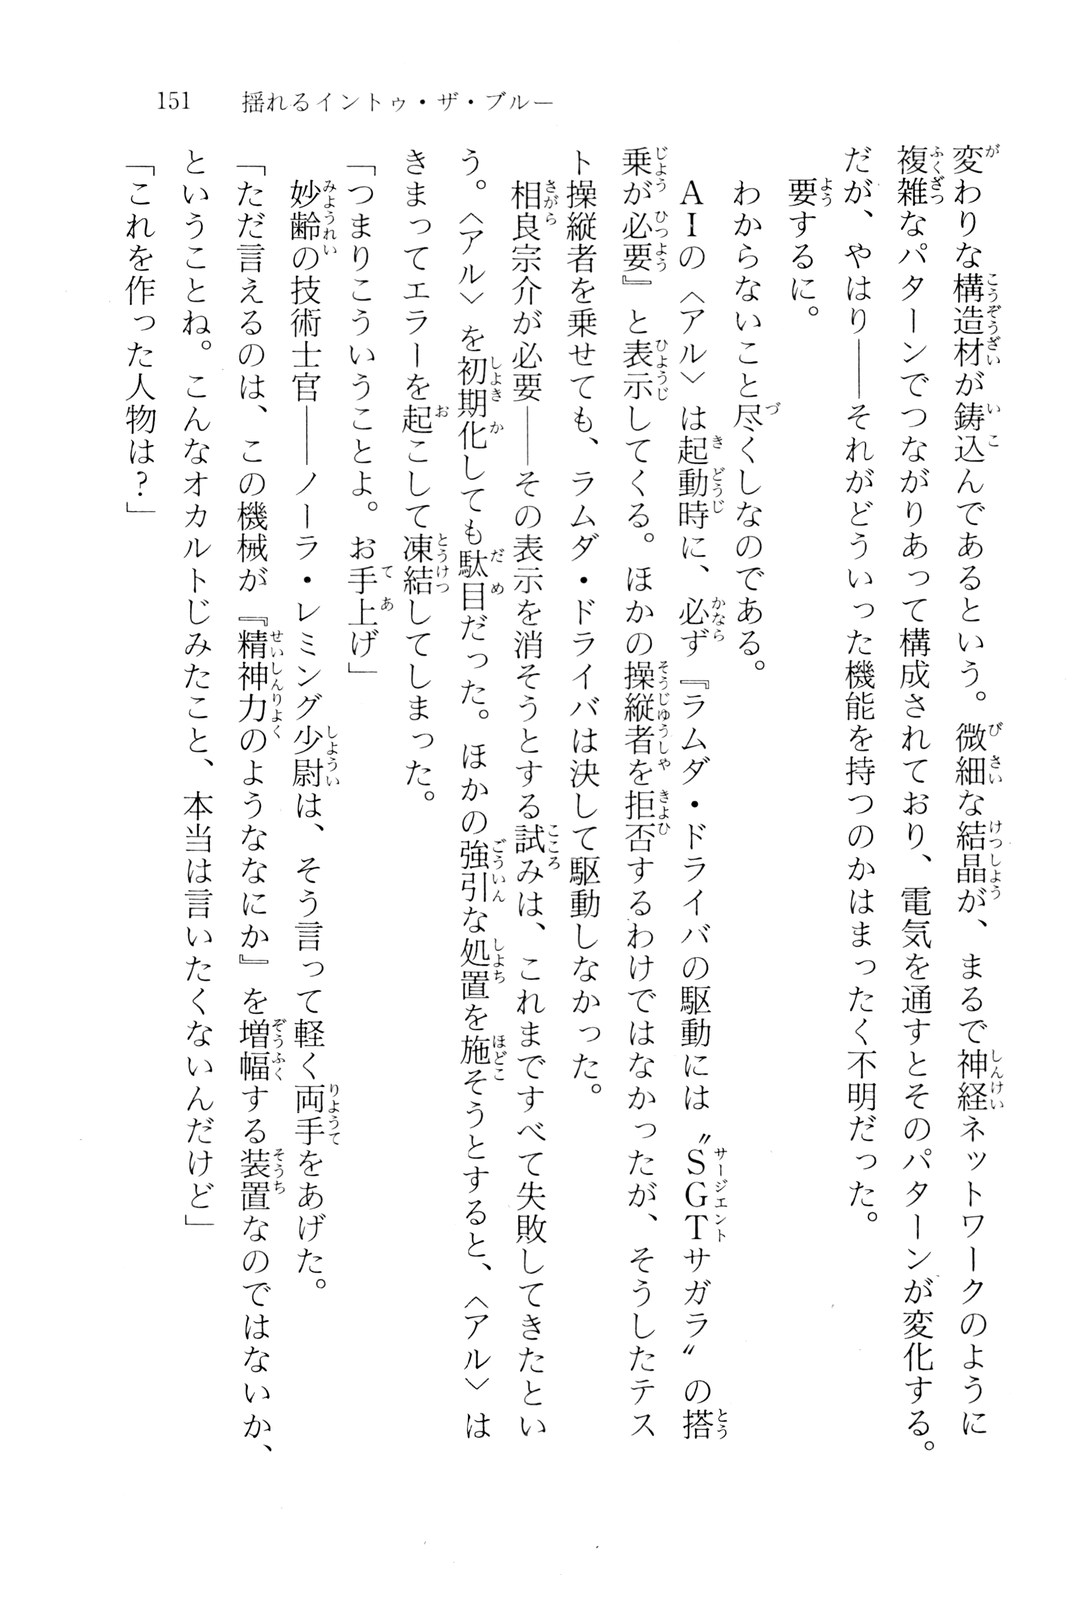 151　揺れるイントゥ・ザ・ブルー
変わりな構造材が鋳込んであるという。微細な結晶が、まるで神経ネットワークのように
複雑なパターンでつながりあって構成されており、電気を通すとそのパターンが変化する。
だが、やはり――それがどういった機能を持つのかはまったく不明だった。
　要するに。
　わからないこと尽くしなのである。
　ＡＩの〈アル〉は起動時に、必ず『ラムダ・ドライバの駆動には〝ＳＧＴサガラ〟の搭
乗が必要』と表示してくる。ほかの操縦者を拒否するわけではなかったが、そうしたテス
ト操縦者を乗せても、ラムダ・ドライバは決して駆動しなかった。
　相良宗介が必要――その表示を消そうとする試みは、これまですべて失敗してきたとい
う。〈アル〉を初期化しても駄目だった。ほかの強引な処置を施そうとすると、〈アル〉は
きまってエラーを起こして凍結してしまった。
「つまりこういうことよ。お手上げ」
　妙齢の技術士官――ノーラ・レミング少尉は、そう言って軽く両手をあげた。
「ただ言えるのは、この機械が『精神力のようななにか』を増幅する装置なのではないか、
ということね。こんなオカルトじみたこと、本当は言いたくないんだけど」
「これを作った人物は？」